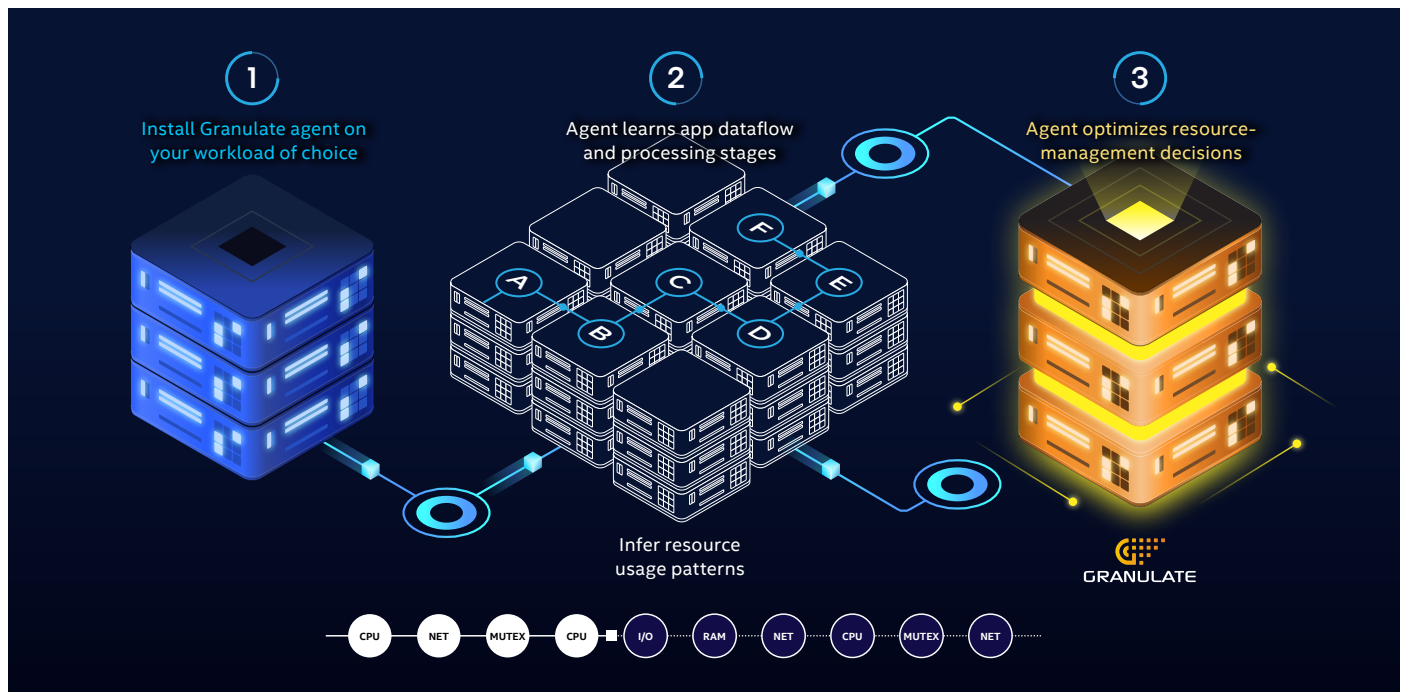 1
Install Granulate agent on
your workload of choice
2
Agent learns app dataflow
and processing stages
3
Agent optimizes resource-
management decisions
F
A
C
E
B
D
Infer resource
usage patterns
GRANULATE
CPU NET MUTEX CPU I/O RAM NET CPU MUTEX NET